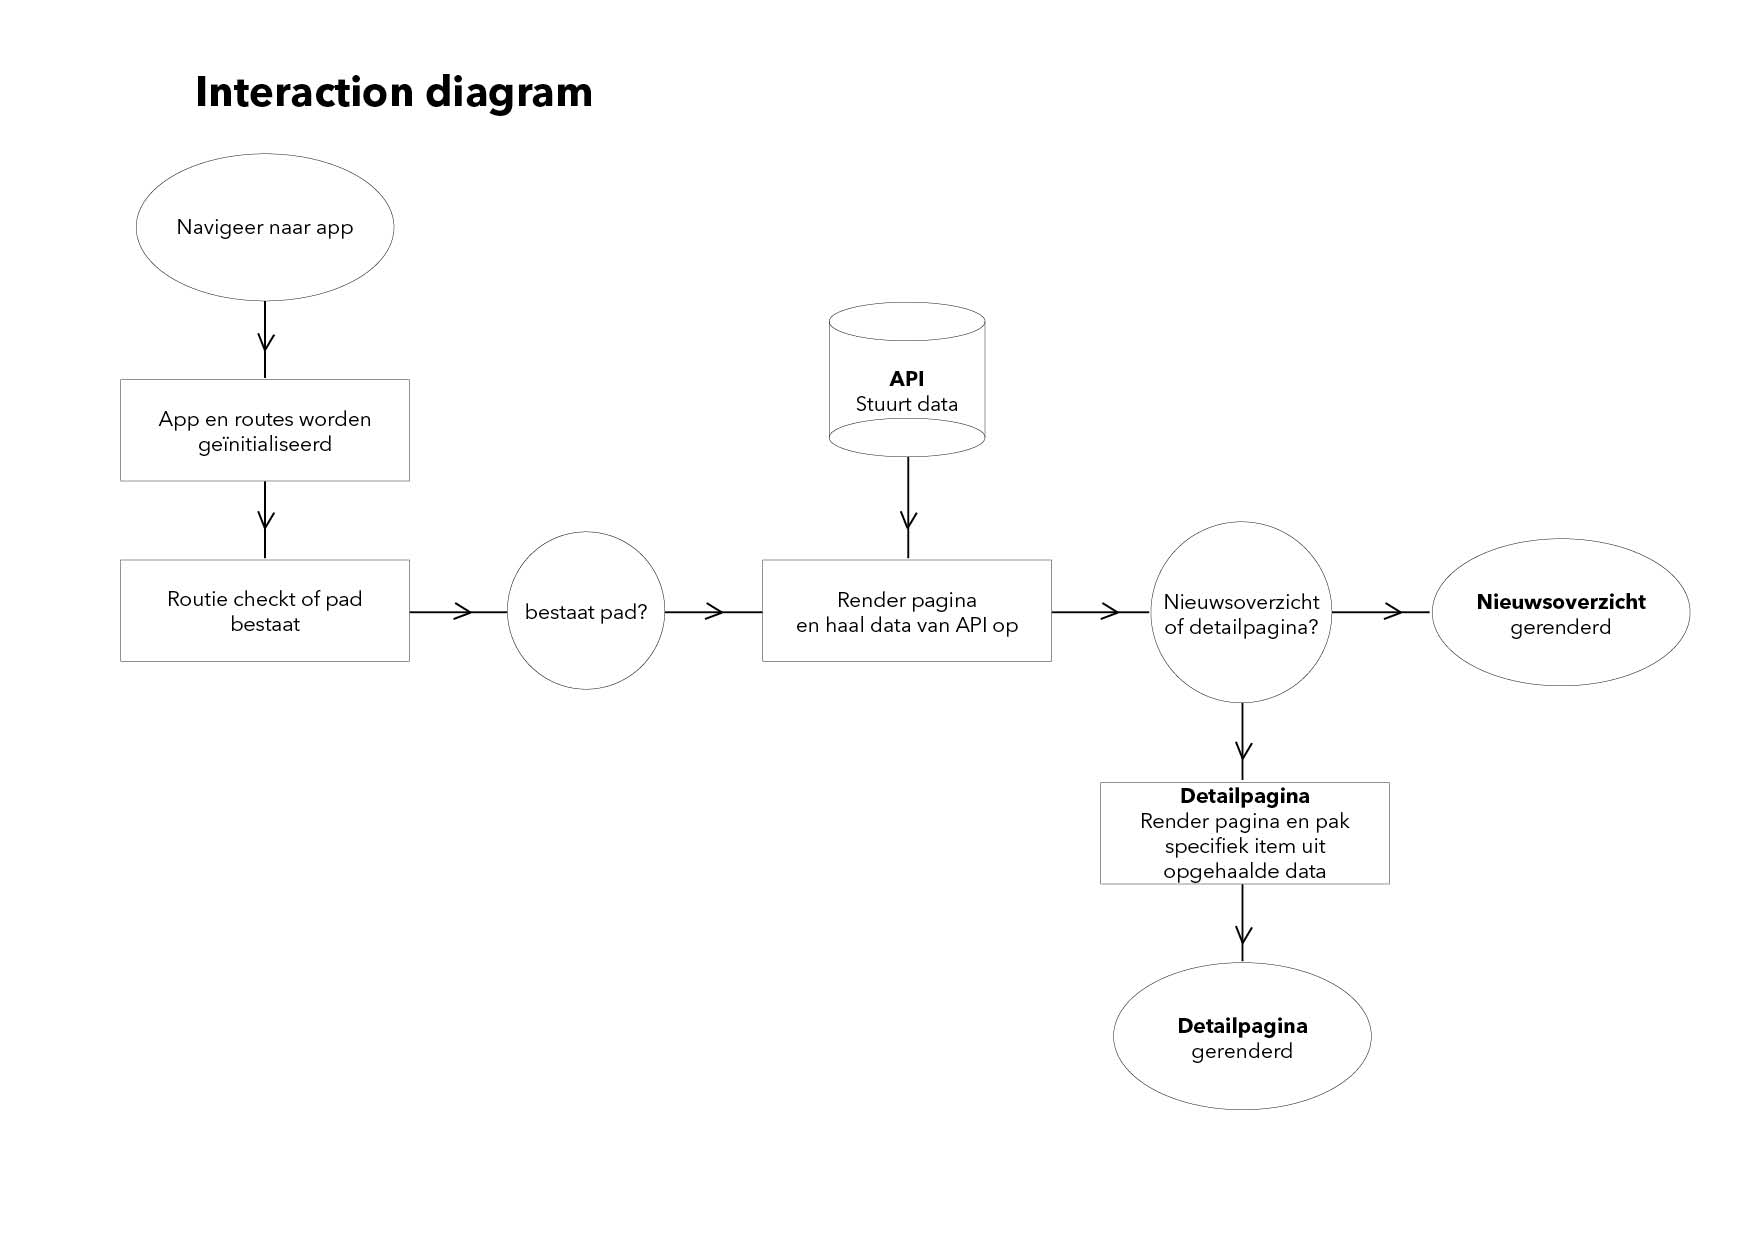 Interaction diagram
Navigeer naar app
App en routes worden
geïnitialiseerd
Routie checkt of pad
bestaat
bestaat pad?
API
Stuurt data
Render pagina
en haal data van API op
Nieuwsoverzicht
of detailpagina?
Nieuwsoverzicht
gerenderd
Detailpagina
Render pagina en pak
specifiek item uit
opgehaalde data
Detailpagina
gerenderd